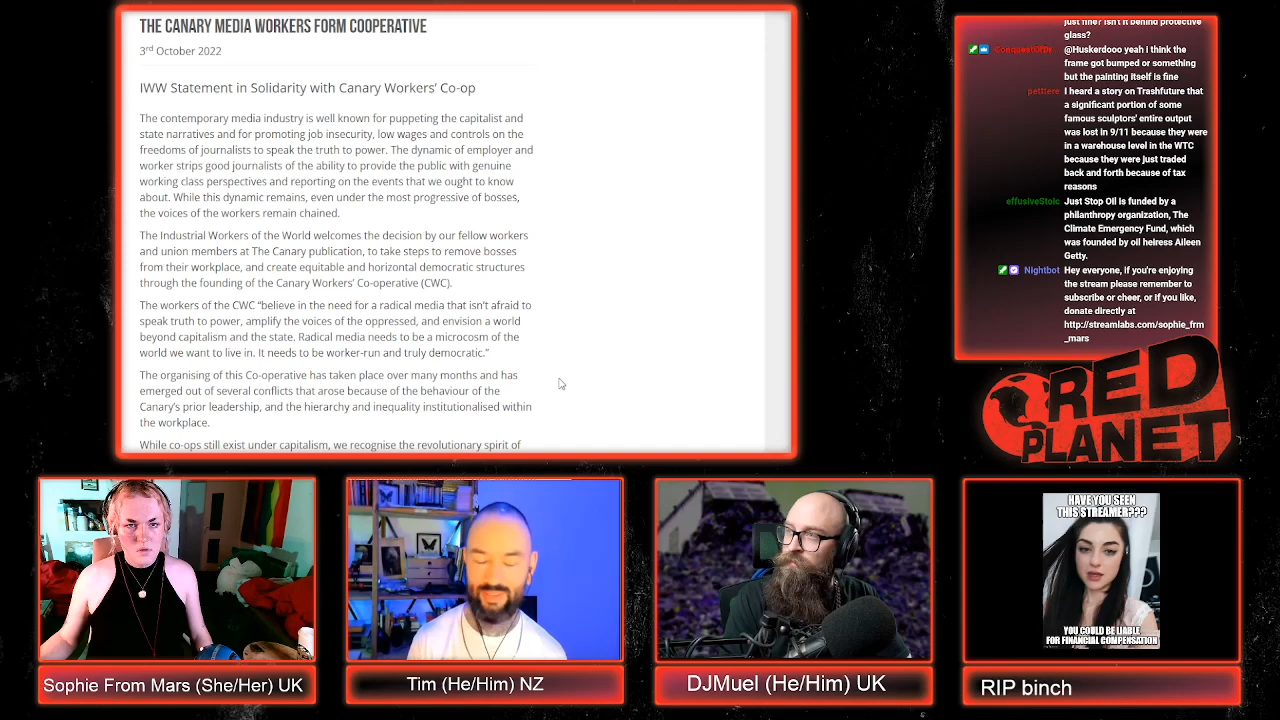 THE CANARY MEDIA WORKERS FORM COOPERATIVE
3rd October 2022
IWW Statement in Solidarity with Canary Workers' Co-op
The contemporary media industry is well known for puppeting the capitalist and
state narratives and for promoting job insecurity, low wages and controls on the
freedoms of journalists to speak the truth to power. The dynamic of employer and
worker strips good journalists of the ability to provide the public with genuine
working class perspectives and reporting on the events that we ought to know
about. While this dynamic remains, even under the most progressive of bosses,
the voices of the workers remain chained.
The Industrial Workers of the World welcomes the decision by our fellow workers
and union members at The Canary publication, to take steps to remove bosses
from their workplace, and create equitable and horizontal democratic structures
through the founding of the Canary Workers' Co-operative (CWC).
The workers of the CWC "believe in the need for a radical media that isn't afraid to
speak truth to power, amplify the voices of the oppressed, and envision a world
beyond capitalism and the state. Radical media needs to be a microcosm of the
world we want to live in. It needs to be worker-run and truly democratic."
The organising of this Co-operative has taken place over many months and has
emerged out of several conflicts that arose because of the behaviour of the
Canary's prior leadership, and the hierarchy and inequality institutionalised within
the workplace.
While co-ops still exist under capitalism, we recognise the revolutionary spirit of
just fine? Isn't it behind protective
glass?
@Huskerdooo yeah i think the
frame got bumped or something
but the painting itself is fine
petttere I heard a story on Trashfuture that
a significant portion of some
famous sculptors' entire output
was lost in 9/11 because they were
in a warehouse level in the WTC
because they were just traded
back and forth because of tax
reasons
effusiveStoic Just Stop Oil is funded by a
philanthropy organization, The
Climate Emergency Fund, which
was founded by oil heiress Aileen
Getty.
Nightbot Hey everyone, if you're enjoying
the stream please remember to
subscribe or cheer, or if you like,
donate directly at
http://streamlabs.com/sophie_frm
_mars
RED
PLANET
HAVE YOU SEEN
THIS STREAMER???
YOU COULD BE LIABLE
FOR FINANCIAL COMPENSATION
Sophie From Mars (She/Her) UK
Tim (He/Him) NZ
DJMuel (He/Him) UK
RIP binch